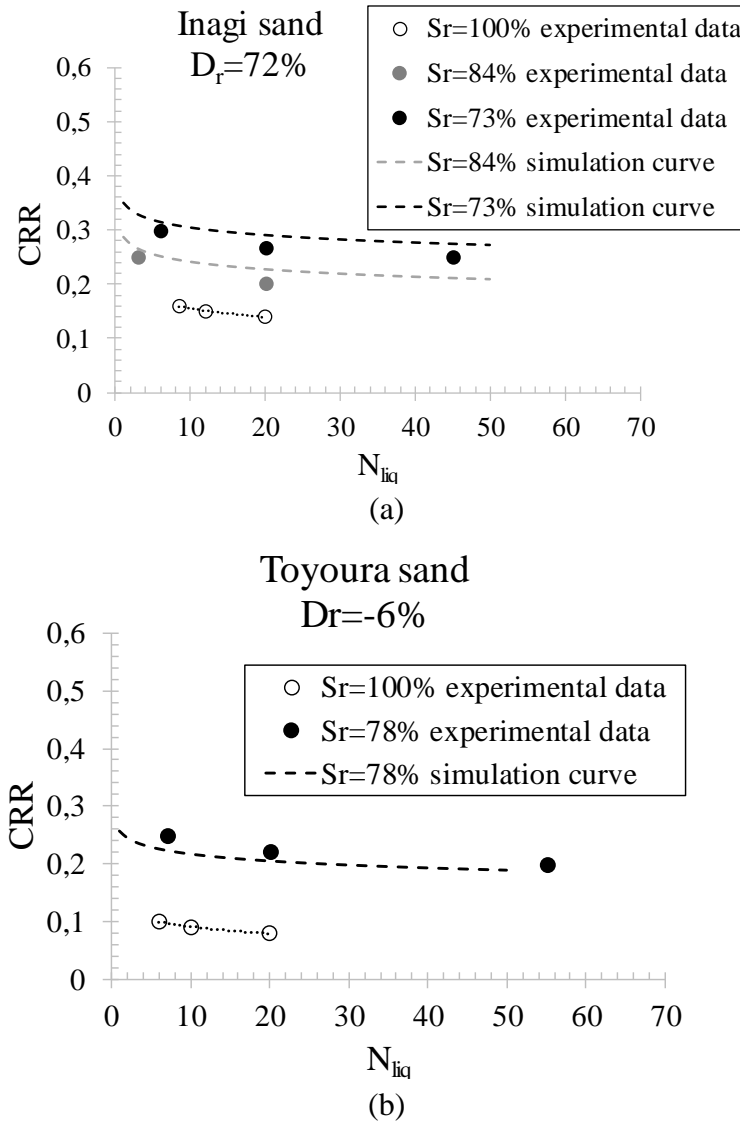 Inagi sand
Dr=72%
Sr=100% experimental data
Sr=84% experimental data
Sr=73% experimental data
Sr=84% simulation curve
Sr=73% simulation curve
0,6
0,5
0,4
0,3
0,2
0,1
0
CRR
0 10 20 30 40 50 60 70
Nliq
(a)
Toyoura sand
Dr=-6%
Sr=100% experimental data
Sr=78% experimental data
Sr=78% simulation curve
0,6
0,5
0,4
0,3
0,2
0,1
0
CRR
0 10 20 30 40 50 60 70
Nliq
(b)